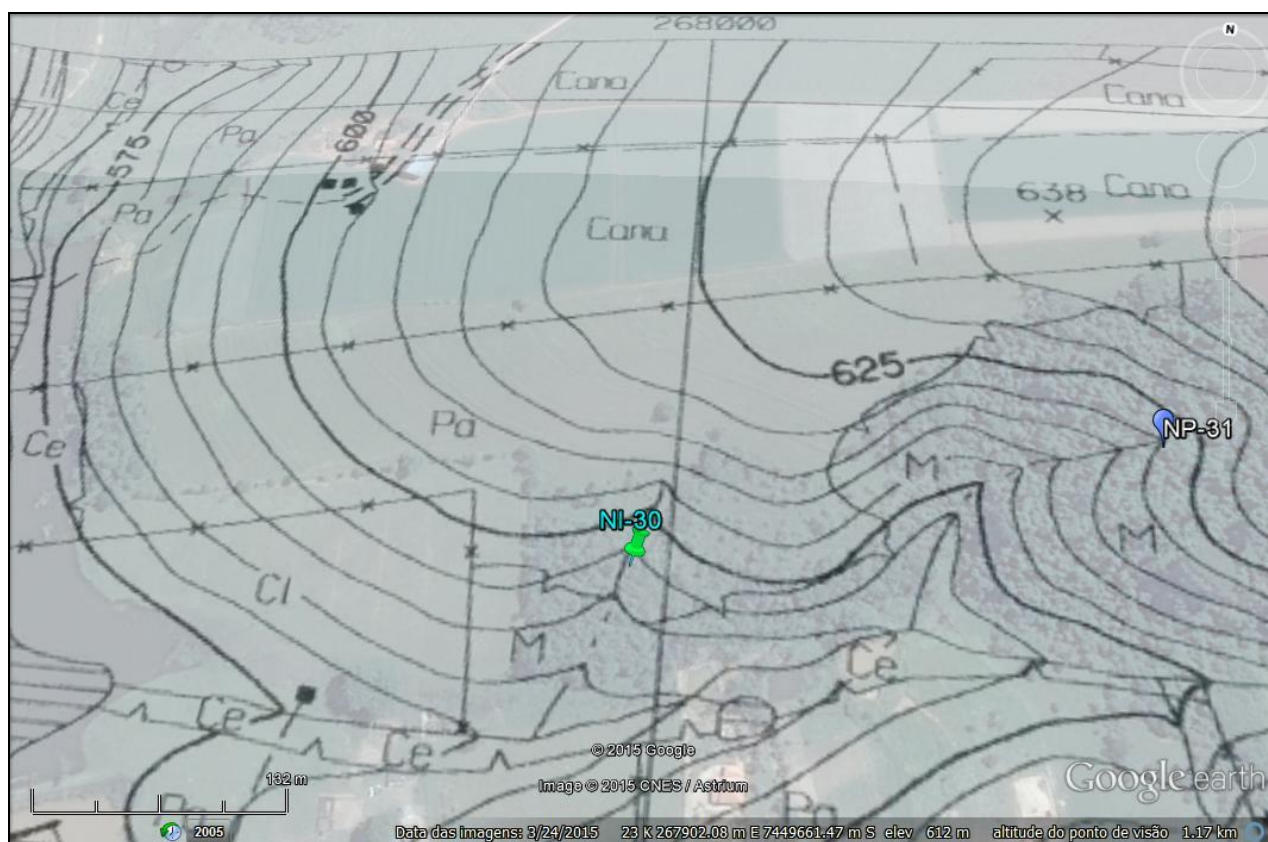 268000
N
Cana
Ce
Cana
Pa
600
575
638
Cana
Pa
Cana
625
NP-31
Pa
Ce
M
NI-30
M
Cl
M
Ce
Ce
Ce
© 2015 Google
132 m
Image © 2015 CNES / Astrium
Google earth
Pa
2005
Data das imagens: 3/24/2015 23 K 267902.08 m E 7449661.47 m S elev 612 m altitude do ponto de visão 1.17 km